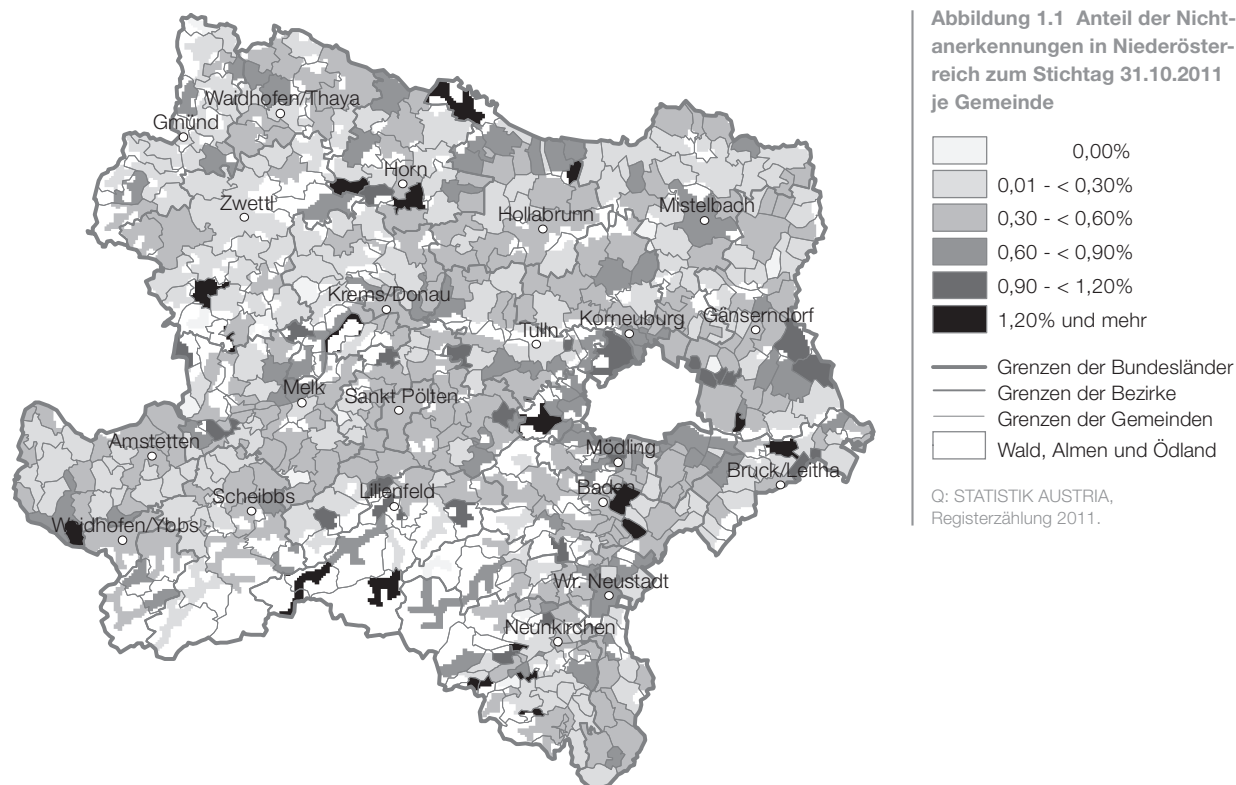 Abbildung 1.1 Anteil der Nicht-
anerkennungen in Niederöster-
reich zum Stichtag 31.10.2011
je Gemeinde
0,00%
0,01 - < 0,30%
0,30 - < 0,60%
0,60 - < 0,90%
0,90 - < 1,20%
1,20% und mehr
Grenzen der Bundesländer
Grenzen der Bezirke
Grenzen der Gemeinden
Wald, Almen und Ödland
Q: STATISTIK AUSTRIA,
Registerzählung 2011.
Waidhofen/Thaya
Gmünd
Horn
Zwettl
Hollabrunn
Mistelbach
Krems/Donau
Tulln
Korneuburg
Gänserndorf
Melk
Sankt Pölten
Amstetten
Mödling
Bruck/Leitha
Scheibbs
Lilienfeld
Baden
Waidhofen/Ybbs
Wr. Neustadt
Neunkirchen